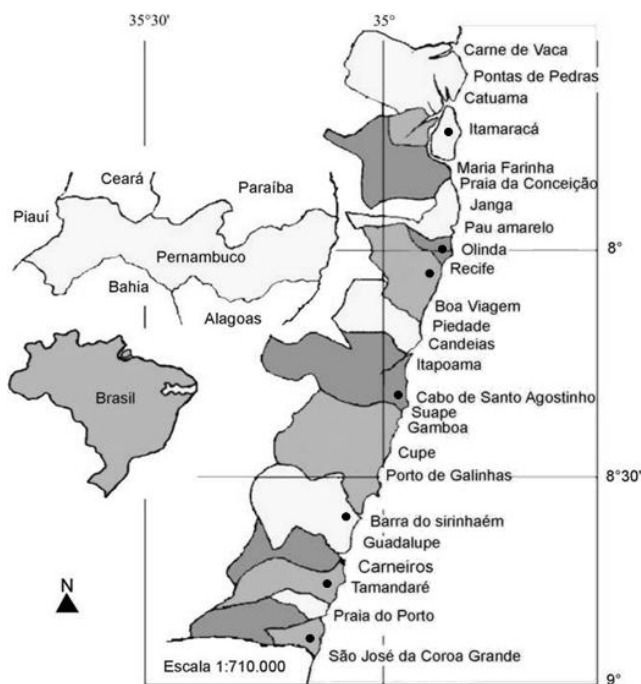 35°30'
35°
Carne de Vaca
Pontas de Pedras
Catuama
Itamaracá
Maria Farinha
Praia da Conceição
Janga
Pau amarelo
8°
Olinda
Recife
Boa Viagem
Piedade
Candeias
Itapoama
Cabo de Santo Agostinho
Suape
Gamboa
Cupe
Porto de Galinhas
8°30'
Barra do sirinhaém
Guadalupe
Carneiros
Tamandaré
Praia do Porto
São José da Coroa Grande
9°
Ceará
Paraíba
Piauí
Pernambuco
Bahia
Alagoas
Brasil
N
Escala 1:710.000